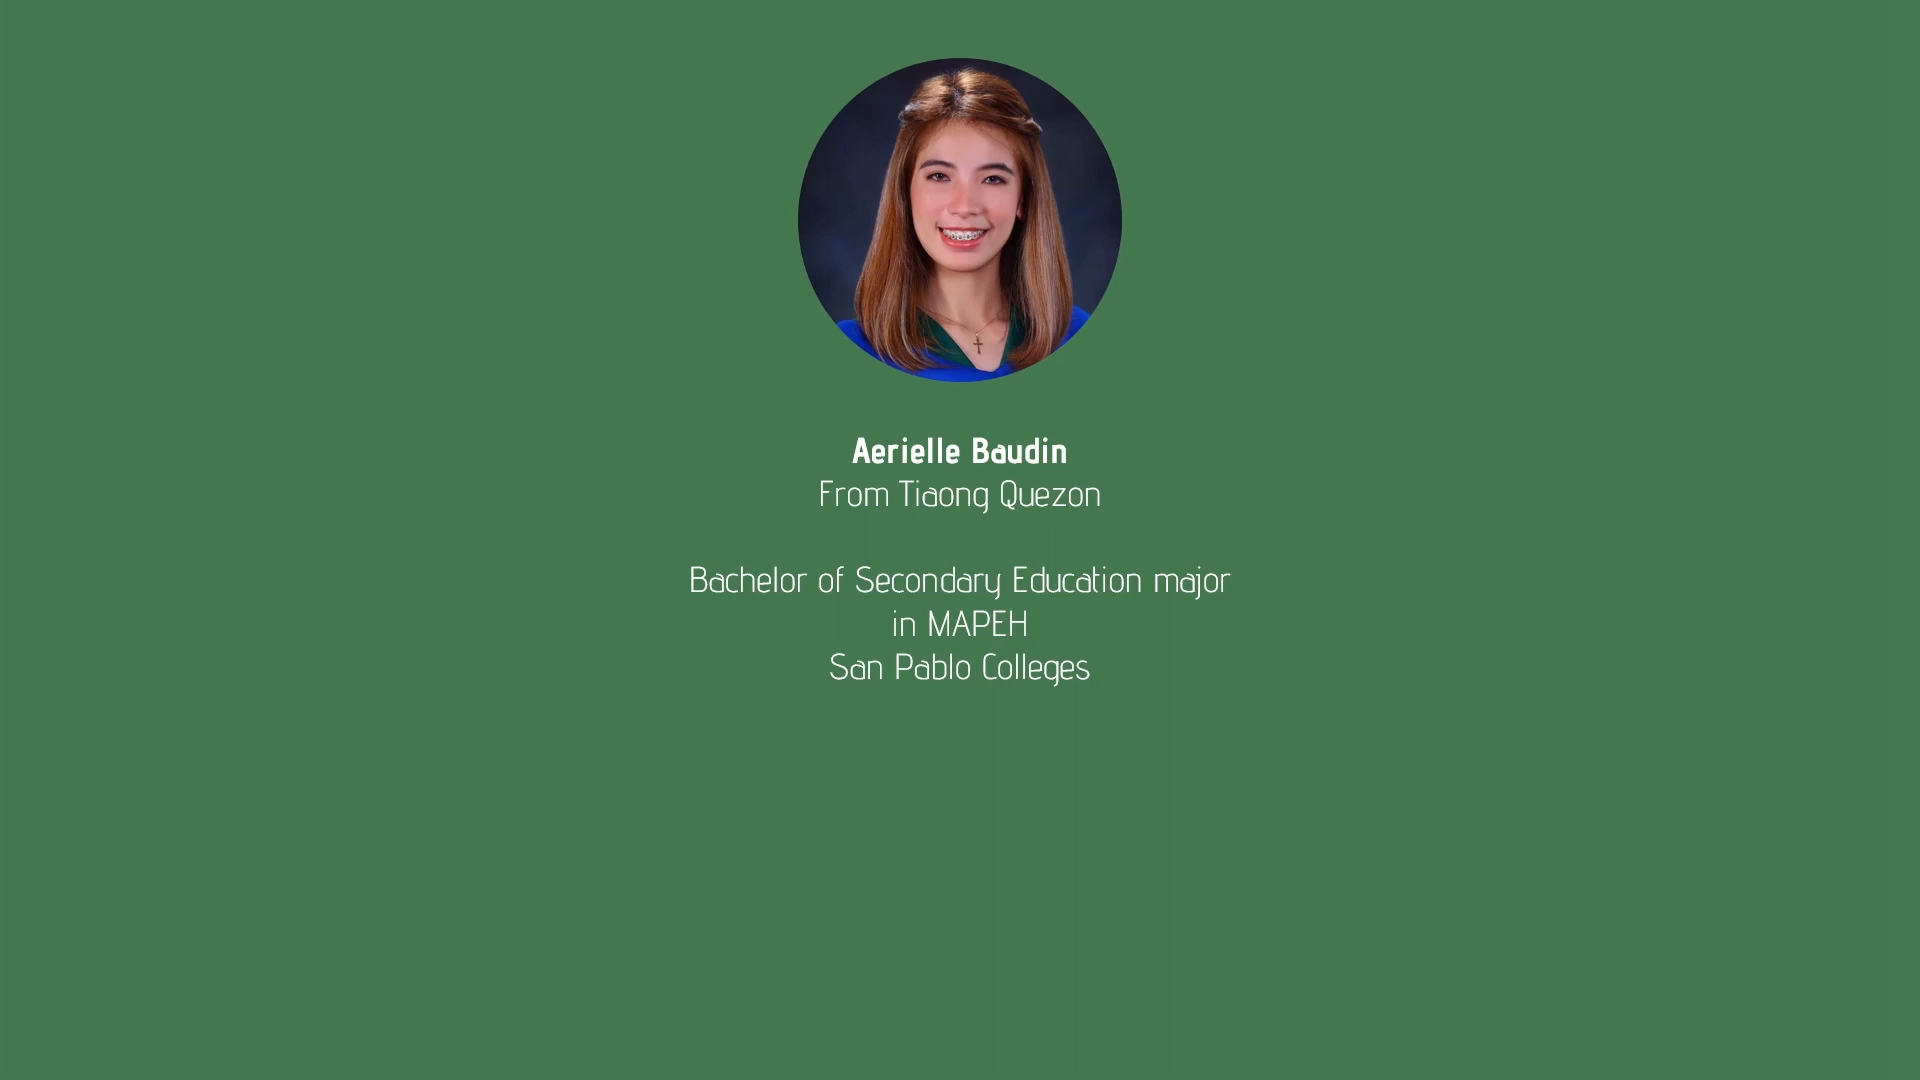 Aerielle Baudin
From Tiaong Quezon
Bachelor of Secondary Education major
in MAPEH
San Pablo Colleges